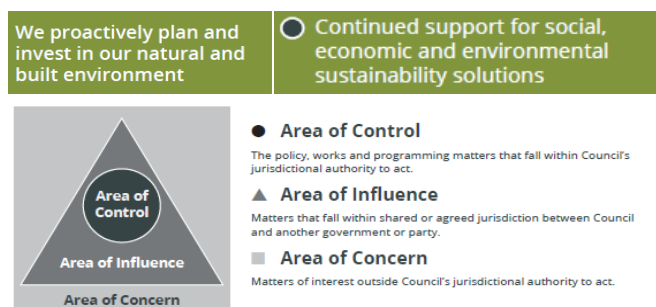 We proactively plan and
invest in our natural and
built environment
Continued support for social,
economic and environmental
sustainability solutions
Area of
Control
Area of Influence
Area of Concern
Area of Control
The policy, works and programming matters that fall within Council's
jurisdictional authority to act.
Area of Influence
Matters that fall within shared or agreed jurisdiction between Council
and another government or party.
Area of Concern
Matters of interest outside Council's jurisdictional authority to act.